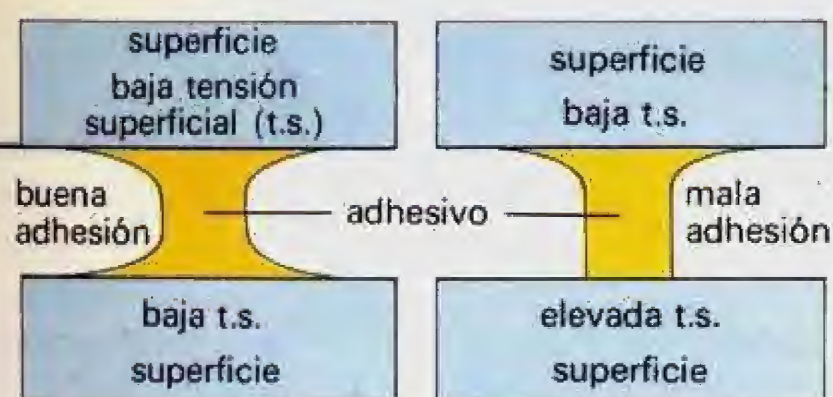 superficie
baja tensión
superficial (t.s.)
superficie
baja t.s.
buena
adhesión
adhesivo
mala
adhesión
baja t.s.
superficie
elevada t.s.
superficie